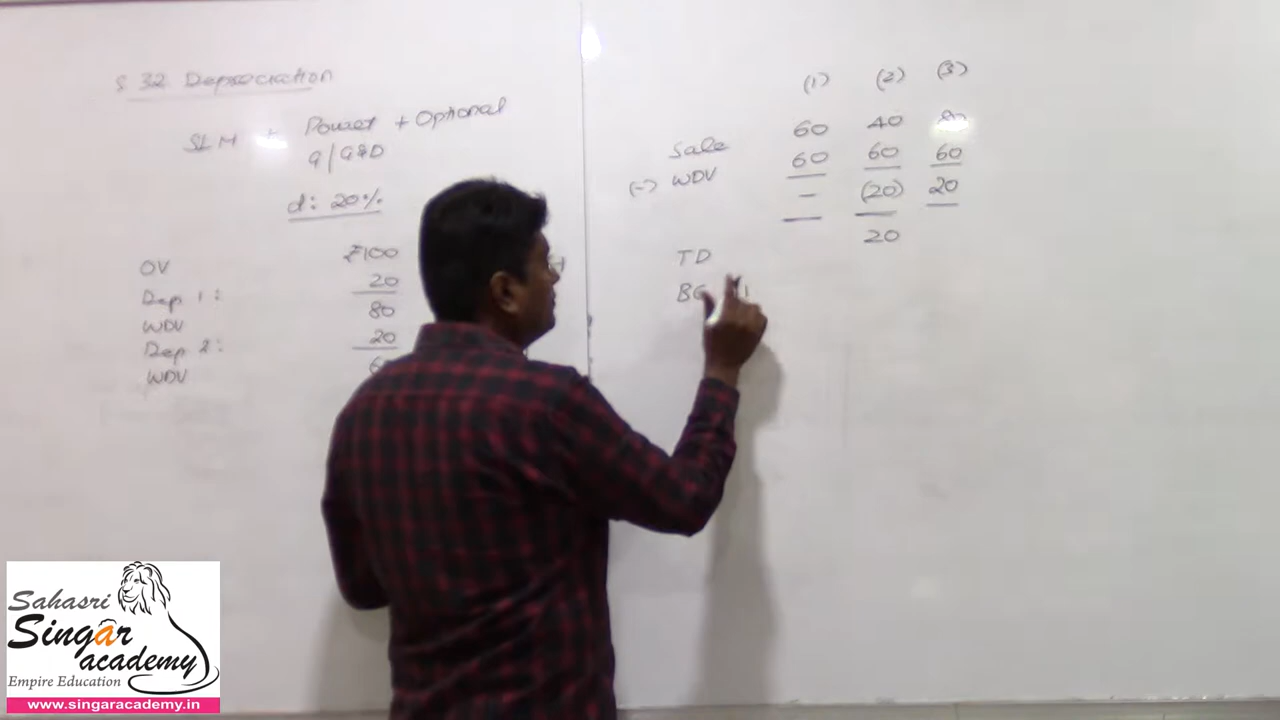 § 32 Depreciation
SLM + Power + Optional
G/G&D
d: 20%
OV ₹100
Dep 1: 20
WDV 80
Dep 2: 20
WDV
(1) (2) (3)
Sale 60 40 80
(-) WDV 60 60 60
- (20) 20
20
TD
Sahasri
Singâr
academy
Empire Education
www.singaracademy.in